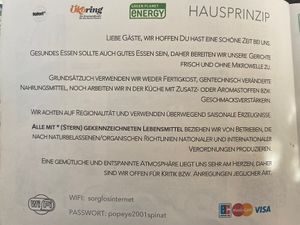 Ökoring
GREEN PLANET
ENERGY
HAUSPRINZIP
LIEBE GÄSTE, WIR HOFFEN DU HAST EINE SCHÖNE ZEIT BEI UNS
GESUNDES ESSEN SOLLTE AUCH GUTES ESSEN SEIN, DAHER BEREITEN WIR UNSERE GERICHTE
FRISCH UND OHNE MIKROWELLE ZU.
GRUNDSÄTZLICH VERWENDEN WIR WEDER FERTIGKOST, GENTECHNISCH VERÄNDERTE
NAHRUNGSMITTEL, NOCH ARBEITEN WIR IN DER KÜCHE MIT ZUSATZ- ODER AROMASTOFFEN BZW.
GESCHMACKSVERSTÄRKERN.
WIR ACHTEN AUF REGIONALITÄT UND VERWENDEN ÜBERWIEGEND SAISONALE ERZEUGNISSE.
ALLE MIT * (STERN) GEKENNZEICHNETEN LEBENSMITTEL BEZIEHEN WIR VON BETRIEBEN, DIE
NACH NATURBELASSENEN/ORGANISCHEN RICHTLINIEN NATIONALER UND INTERNATIONALER
VERORDNUNGEN PRODUZIEREN.
EINE GEMÜTLICHE UND ENTSPANNTE ATMOSPHÄRE LIEGT UNS SEHR AM HERZEN, DAHER
SIND WIR OFFEN FÜR KRITIK BZW. ANREGUNGEN JEGLICHER ART.
WiFi
WIFI: sorglosinternet
PASSWORT: popeye2001spinat
MasterCard
VISA